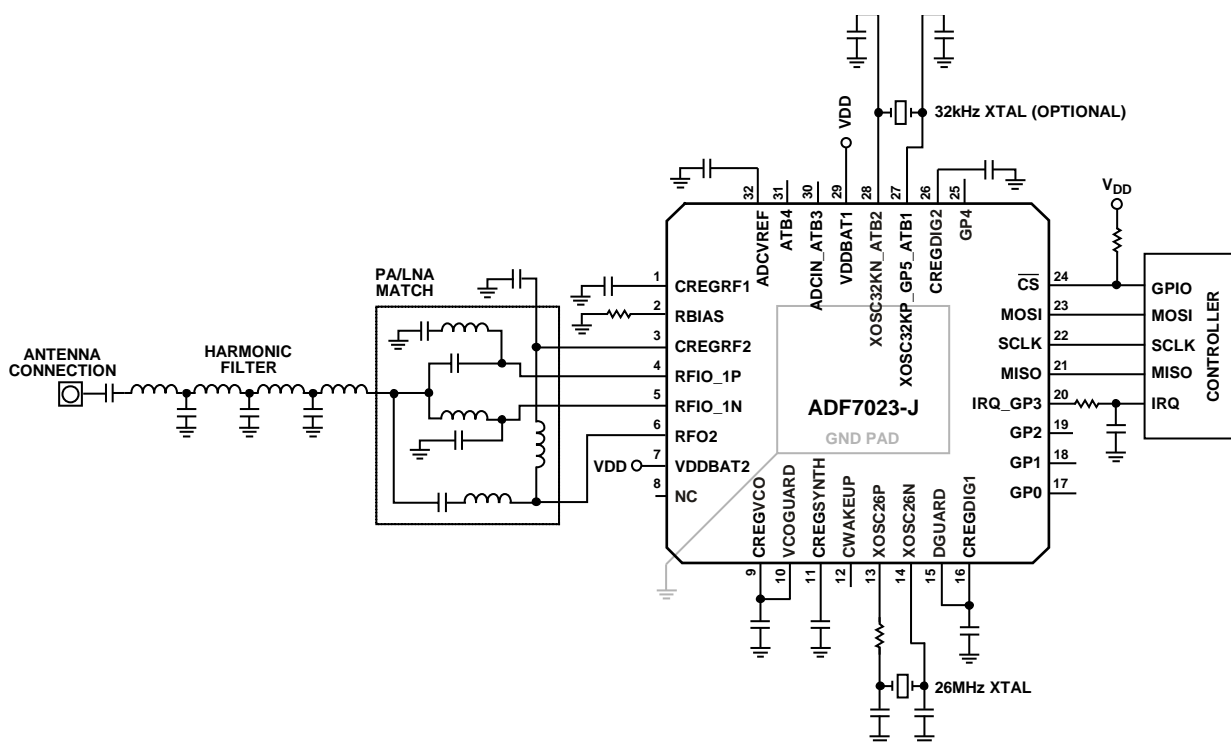 32kHz XTAL (OPTIONAL)
VDD
32
31
30
29
28
27
26
25
ADCVREF
ATB4
ADCIN_ATB3
VDDBAT1
XOSC32KN_ATB2
XOSC32KP_GP5_ATB1
CREGDIG2
GP4
VDD
PA/LNA
MATCH
ANTENNA
CONNECTION
HARMONIC
FILTER
1 CREGRF1
2 RBIAS
3 CREGRF2
4 RFIO_1P
5 RFIO_1N
6 RFO2
VDD 7 VDDBAT2
8 NC
ADF7023-J
GND PAD
CS 24 GPIO
MOSI 23 MOSI
SCLK 22 SCLK
MISO 21 MISO
IRQ_GP3 20 IRQ
GP2 19
GP1 18
GP0 17
CONTROLLER
CREGVCO
VCOGUARD
CREGSYNTH
CWAKEUP
XOSC26P
XOSC26N
DGUARD
CREGDIG1
9
10
11
12
13
14
15
16
26MHz XTAL